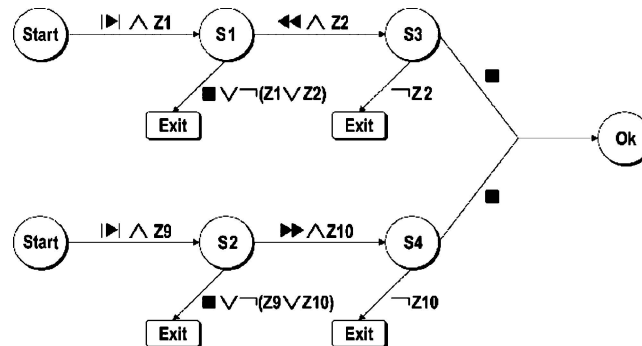 Start
|▶| ∧ Z1
S1
◀◀ ∧ Z2
S3
■
■ ∨ ¬(Z1 ∨ Z2)
¬Z2
Exit
Exit
Ok
■
Start
|▶| ∧ Z9
S2
▶▶ ∧ Z10
S4
■ ∨ ¬(Z9 ∨ Z10)
¬Z10
Exit
Exit